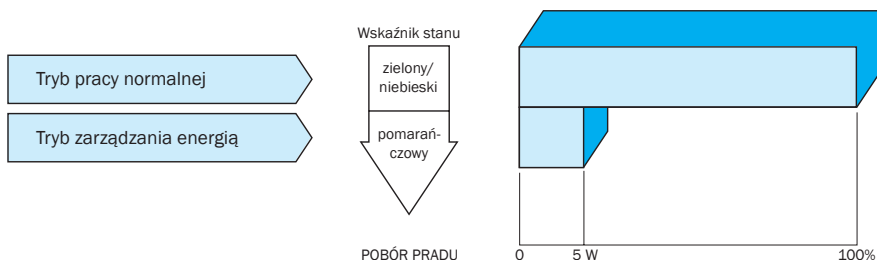 Wskaźnik stanu
Tryb pracy normalnej
zielony/
niebieski
Tryb zarządzania energią
pomarań-
czowy
POBÓR PRADU
0
5 W
100%